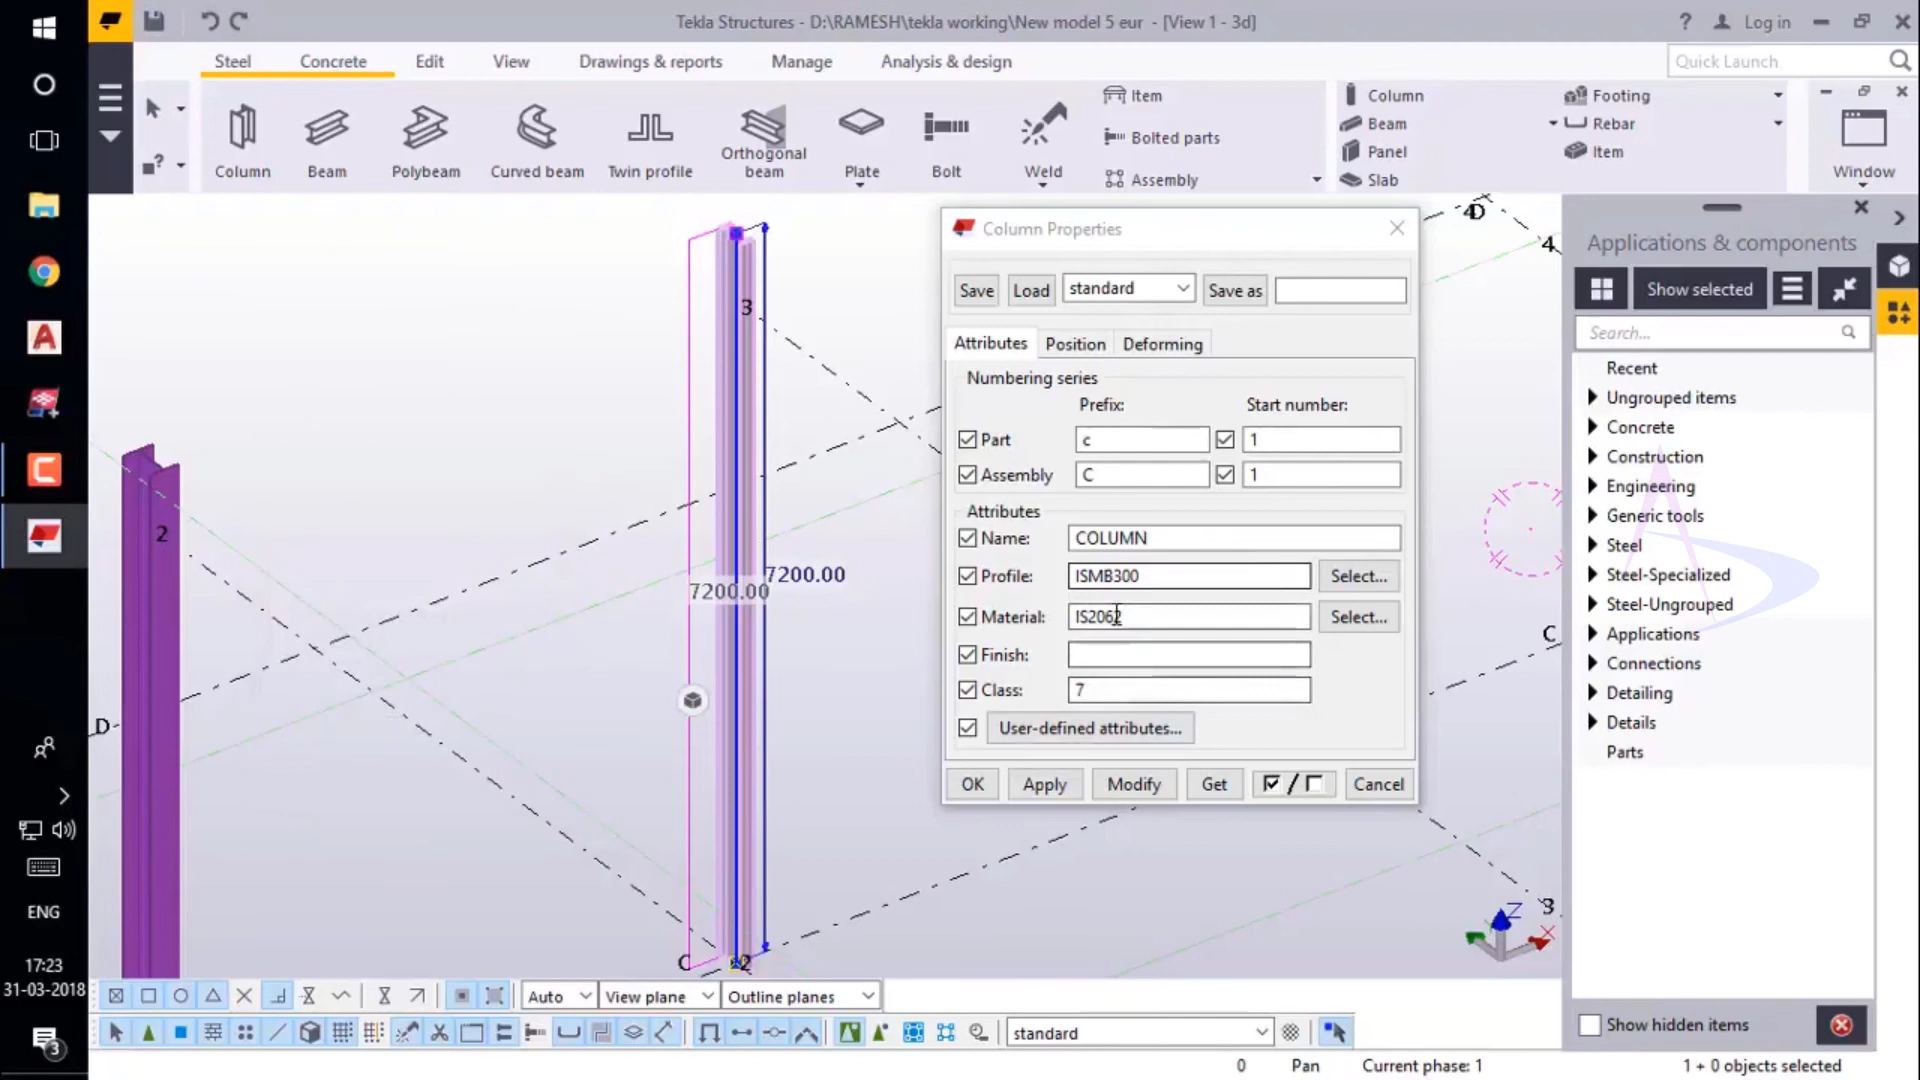 Tekla Structures - D:\RAMESH\tekla working\New model 5 eur - [View 1 - 3d]
? Log in
Steel Concrete Edit View Drawings & reports Manage Analysis & design
Quick Launch
Column
Beam
Polybeam
Curved beam
Twin profile
Orthogonal
beam
Plate
Bolt
Weld
Item
Bolted parts
Assembly
Column
Beam
Panel
Slab
Footing
Rebar
Item
Window
Column Properties
Save Load standard Save as
Attributes Position Deforming
Numbering series
Prefix: Start number:
Part c 1
Assembly C 1
Attributes
Name: COLUMN
Profile: ISMB300 Select...
Material: IS2062 Select...
Finish:
Class: 7
User-defined attributes...
OK Apply Modify Get / Cancel
Applications & components
Show selected
Search...
Recent
Ungrouped items
Concrete
Construction
Engineering
Generic tools
Steel
Steel-Specialized
Steel-Ungrouped
Applications
Connections
Detailing
Details
Parts
Show hidden items
4D
4
3
2
7200.00
7200.00
C
D
3
C
2
Z
X
ENG
17:23
31-03-2018
3
Auto View plane Outline planes
standard
0 Pan Current phase: 1 1 + 0 objects selected